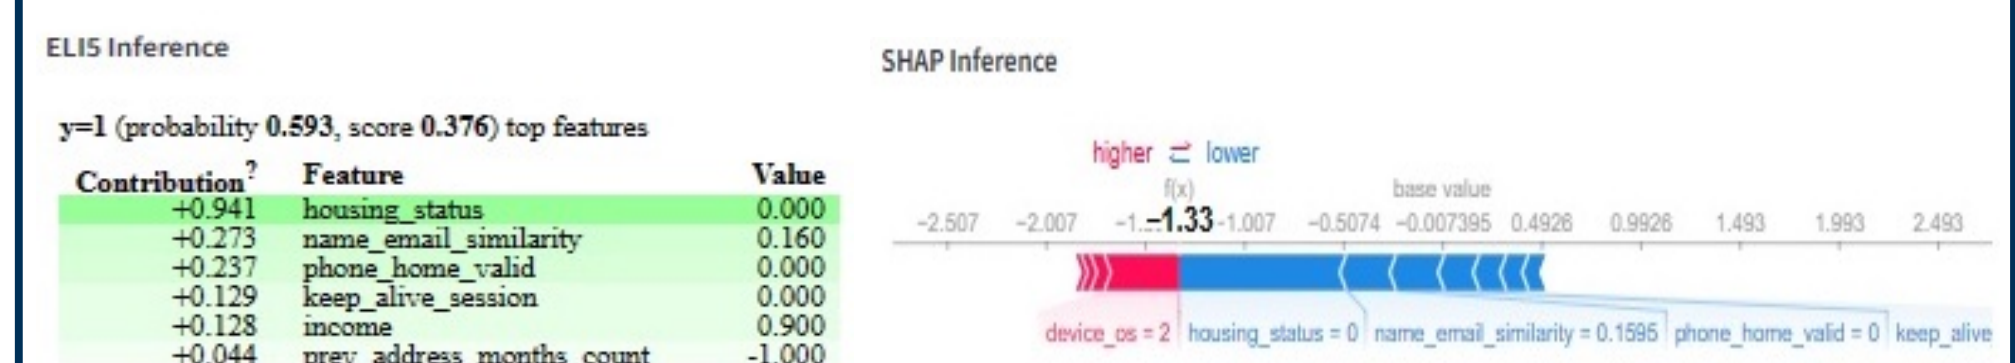 ELI5 Inference
y=1 (probability 0.593, score 0.376) top features
Contribution? Feature Value
+0.941 housing_status 0.000
+0.273 name_email_similarity 0.160
+0.237 phone_home_valid 0.000
+0.129 keep_alive_session 0.000
+0.128 income 0.900
+0.044 prev_address_months_count -1.000
SHAP Inference
higher ⇄ lower
f(x) base value
−2.507 −2.007 −1. −1.33 −1.007 −0.5074 −0.007395 0.4926 0.9926 1.493 1.993 2.493
device_os = 2 housing_status = 0 name_email_similarity = 0.1595 phone_home_valid = 0 keep_alive